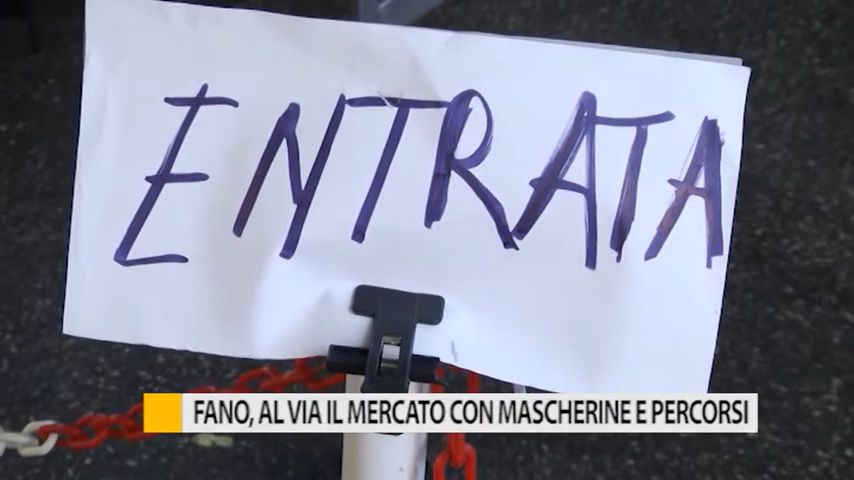 ENTRATA
FANO, AL VIA IL MERCATO CON MASCHERINE E PERCORSI